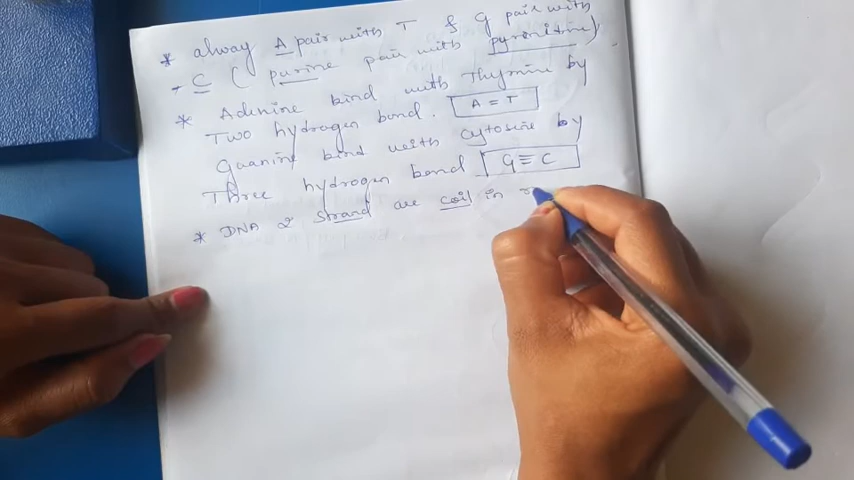 * alway A pair with T & G pair with
- C ( purine pair with pyrimidine)
* Adenine bind with Thymine by
Two hydrogen bond. A = T
Guanine bind with cytosine by
Three hydrogen bond G ≡ C
* DNA 2 strand are coil in r